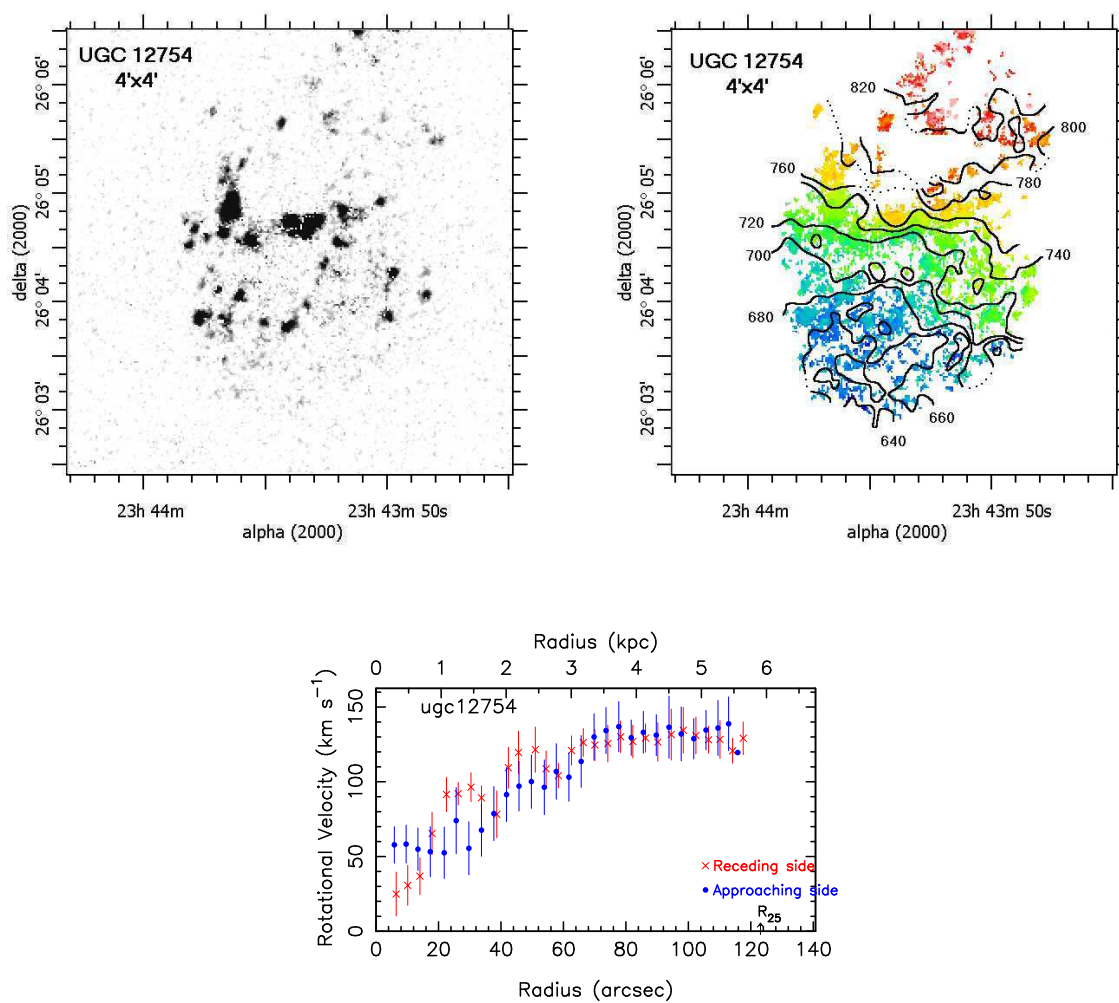 UGC 12754
4'x4'
26° 06'
26° 05'
26° 04'
26° 03'
delta (2000)
23h 44m
23h 43m 50s
alpha (2000)
UGC 12754
4'x4'
820
800
760
780
720
700
740
680
660
640
26° 06'
26° 05'
26° 04'
26° 03'
delta (2000)
23h 44m
23h 43m 50s
alpha (2000)
Radius (kpc)
0 1 2 3 4 5 6
ugc12754
Rotational Velocity (km s⁻¹)
150
100
50
0
× Receding side
• Approaching side
R₂₅
0 20 40 60 80 100 120 140
Radius (arcsec)